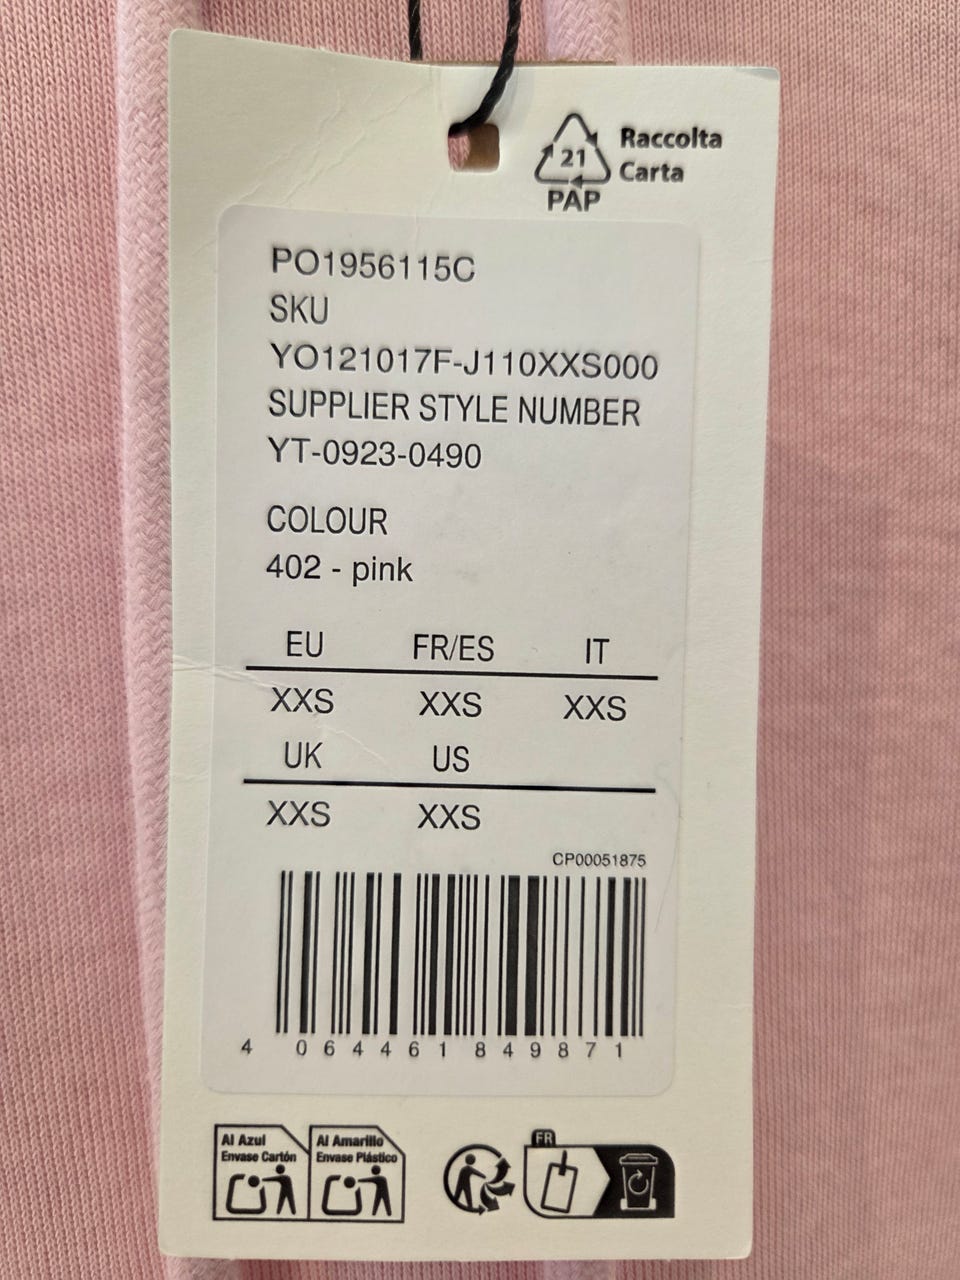 21
PAP
Raccolta
Carta
PO1956115C
SKU
YO121017F-J110XXS000
SUPPLIER STYLE NUMBER
YT-0923-0490
COLOUR
402 - pink
EU FR/ES IT
XXS XXS XXS
UK US
XXS XXS
CP00051875
4 064461 849871
Al Azul
Envase Cartón
Al Amarillo
Envase Plástico
FR